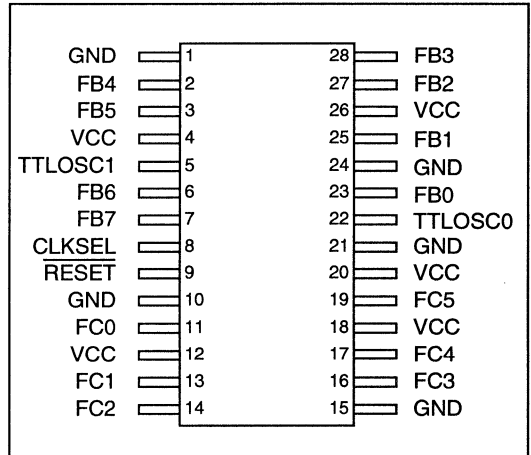 GND 1 28 FB3
FB4 2 27 FB2
FB5 3 26 VCC
VCC 4 25 FB1
TTLOSC1 5 24 GND
FB6 6 23 FB0
FB7 7 22 TTLOSC0
CLKSEL 8 21 GND
RESET 9 20 VCC
GND 10 19 FC5
FC0 11 18 VCC
VCC 12 17 FC4
FC1 13 16 FC3
FC2 14 15 GND